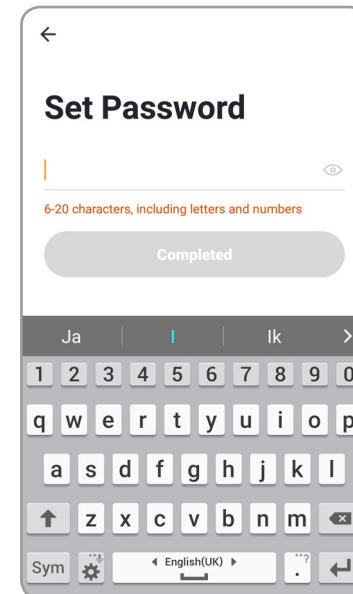 Set Password
6-20 characters, including letters and numbers
Completed
Ja I Ik
1 2 3 4 5 6 7 8 9 0
q w e r t y u i o p
a s d f g h j k l
z x c v b n m
Sym English(UK) . ?